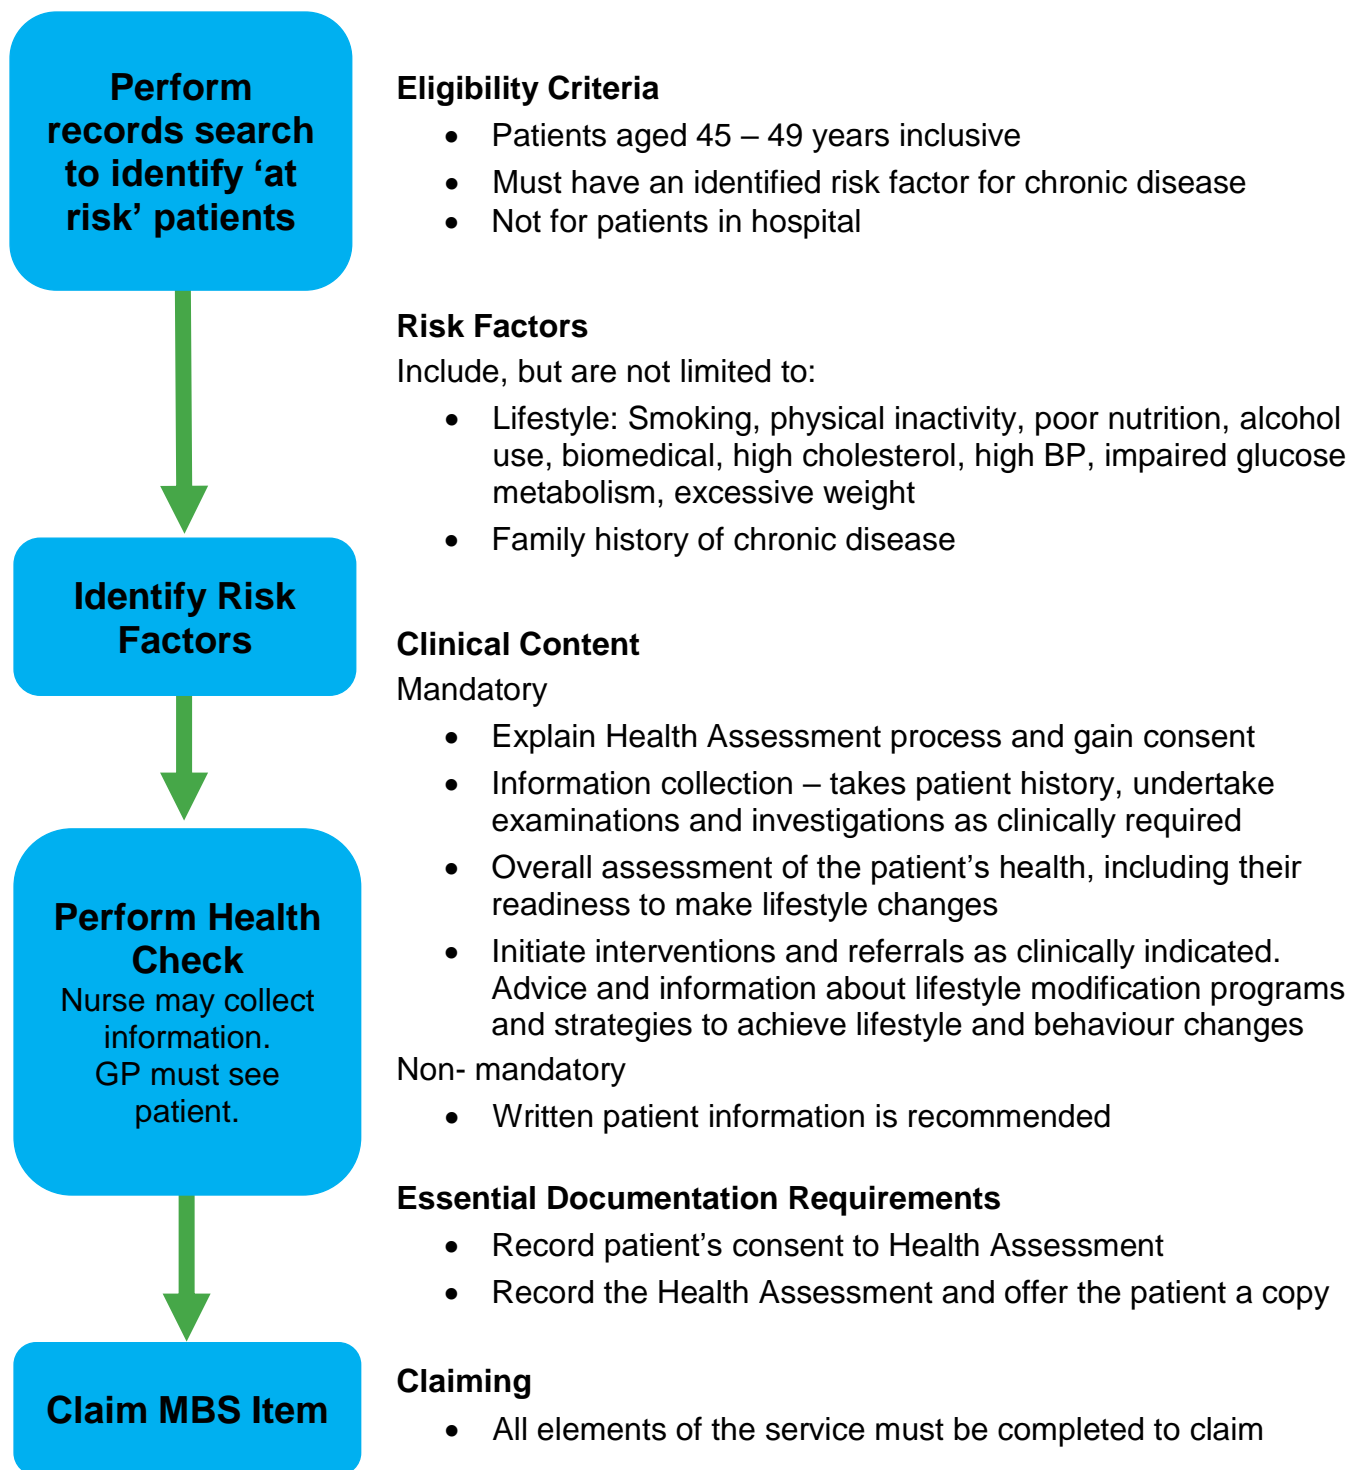 Perform
records search
to identify ‘at
risk’ patients
Eligibility Criteria
• Patients aged 45 – 49 years inclusive
• Must have an identified risk factor for chronic disease
• Not for patients in hospital
Risk Factors
Include, but are not limited to:
• Lifestyle: Smoking, physical inactivity, poor nutrition, alcohol
use, biomedical, high cholesterol, high BP, impaired glucose
metabolism, excessive weight
• Family history of chronic disease
Identify Risk
Factors
Clinical Content
Mandatory
• Explain Health Assessment process and gain consent
• Information collection – takes patient history, undertake
examinations and investigations as clinically required
• Overall assessment of the patient’s health, including their
readiness to make lifestyle changes
• Initiate interventions and referrals as clinically indicated.
Advice and information about lifestyle modification programs
and strategies to achieve lifestyle and behaviour changes
Non- mandatory
• Written patient information is recommended
Perform Health
Check
Nurse may collect
information.
GP must see
patient.
Essential Documentation Requirements
• Record patient’s consent to Health Assessment
• Record the Health Assessment and offer the patient a copy
Claim MBS Item
Claiming
• All elements of the service must be completed to claim